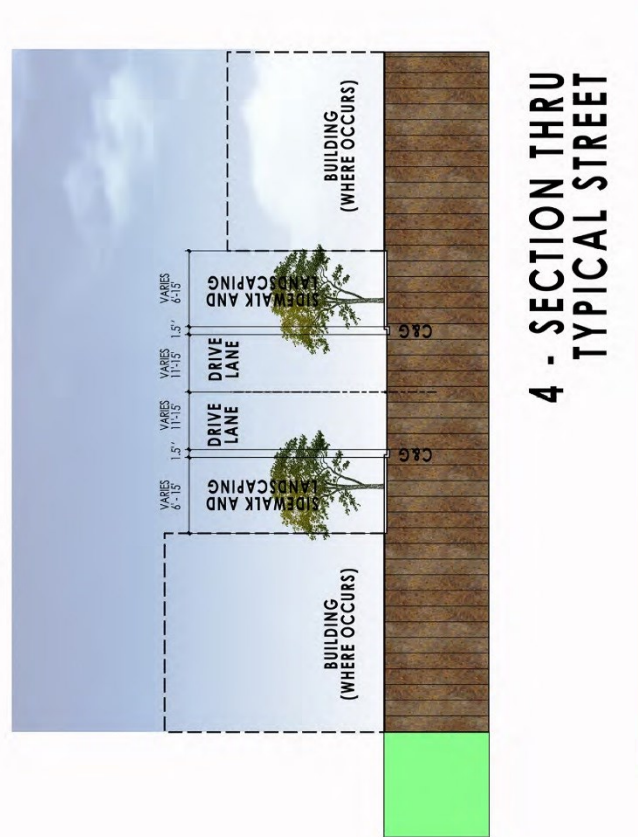 4 - SECTION THRU
TYPICAL STREET
VARIES
6' - 15'
1.5'
VARIES
11'-15'
VARIES
11'-15'
1.5'
VARIES
6'-15'
SIDEWALK AND
LANDSCAPING
DRIVE
LANE
DRIVE
LANE
SIDEWALK AND
LANDSCAPING
BUILDING
(WHERE OCCURS)
BUILDING
(WHERE OCCURS)
C&G
C&G